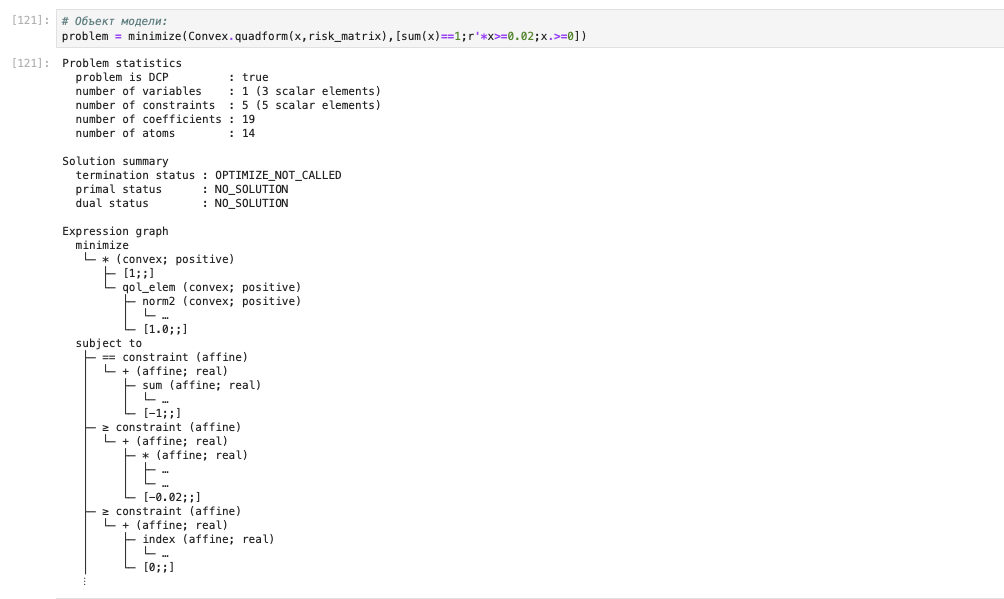 [121]: # Объект модели:
problem = minimize(Convex.quadform(x,risk_matrix),[sum(x)==1;r'*x>=0.02;x.>=0])
[121]: Problem statistics
  problem is DCP         : true
  number of variables    : 1 (3 scalar elements)
  number of constraints  : 5 (5 scalar elements)
  number of coefficients : 19
  number of atoms        : 14

Solution summary
  termination status : OPTIMIZE_NOT_CALLED
  primal status      : NO_SOLUTION
  dual status        : NO_SOLUTION

Expression graph
  minimize
   └─ * (convex; positive)
      ├─ [1;;]
      └─ qol_elem (convex; positive)
         ├─ norm2 (convex; positive)
         │  └─ …
         └─ [1.0;;]
  subject to
   ├─ == constraint (affine)
   │  └─ + (affine; real)
   │     ├─ sum (affine; real)
   │     │  └─ …
   │     └─ [-1;;]
   ├─ ≥ constraint (affine)
   │  └─ + (affine; real)
   │     ├─ * (affine; real)
   │     │  ├─ …
   │     │  └─ …
   │     └─ [-0.02;;]
   ├─ ≥ constraint (affine)
   │  └─ + (affine; real)
   │     ├─ index (affine; real)
   │     │  └─ …
   │     └─ [0;;]
   ⋮